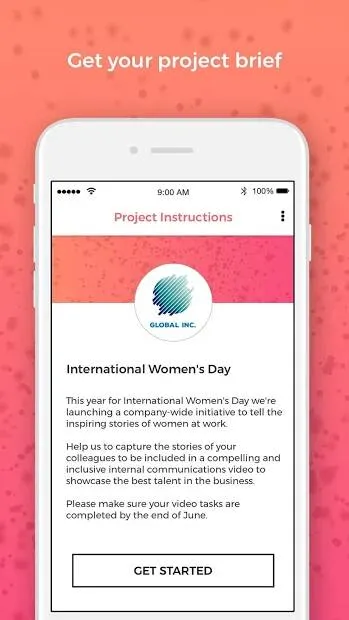 Get your project brief
9:00 AM
100%
Project Instructions
GLOBAL INC.
International Women's Day
This year for International Women's Day we're
launching a company-wide initiative to tell the
inspiring stories of women at work.
Help us to capture the stories of your
colleagues to be included in a compelling and
inclusive internal communications video to
showcase the best talent in the business.
Please make sure your video tasks are
completed by the end of June.
GET STARTED